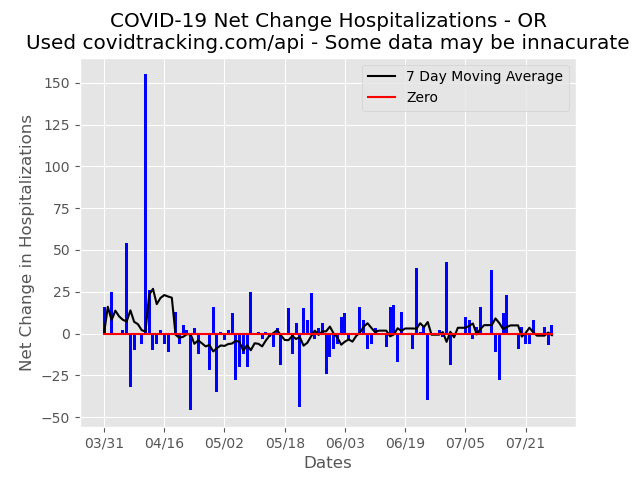 COVID-19 Net Change Hospitalizations - OR
Used covidtracking.com/api - Some data may be innacurate
7 Day Moving Average
Zero
Net Change in Hospitalizations
150
125
100
75
50
25
0
−25
−50
03/31 04/16 05/02 05/18 06/03 06/19 07/05 07/21
Dates